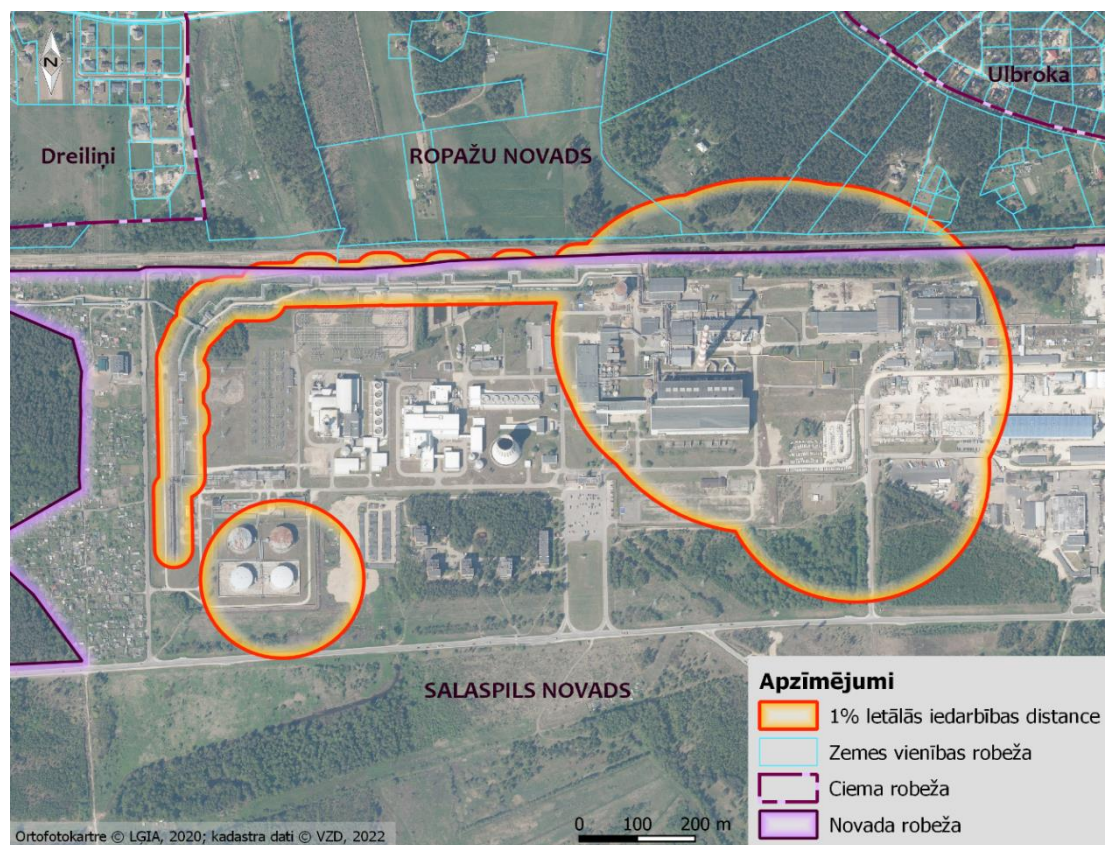 N
Ulbroka
Dreiliņi
ROPAŽU NOVADS
SALASPILS NOVADS
Apzīmējumi
1% letālās iedarbības distance
Zemes vienības robeža
Ciema robeža
Novada robeža
Ortofotokartre © LĢIA, 2020; kadastra dati © VZD, 2022
0 100 200 m